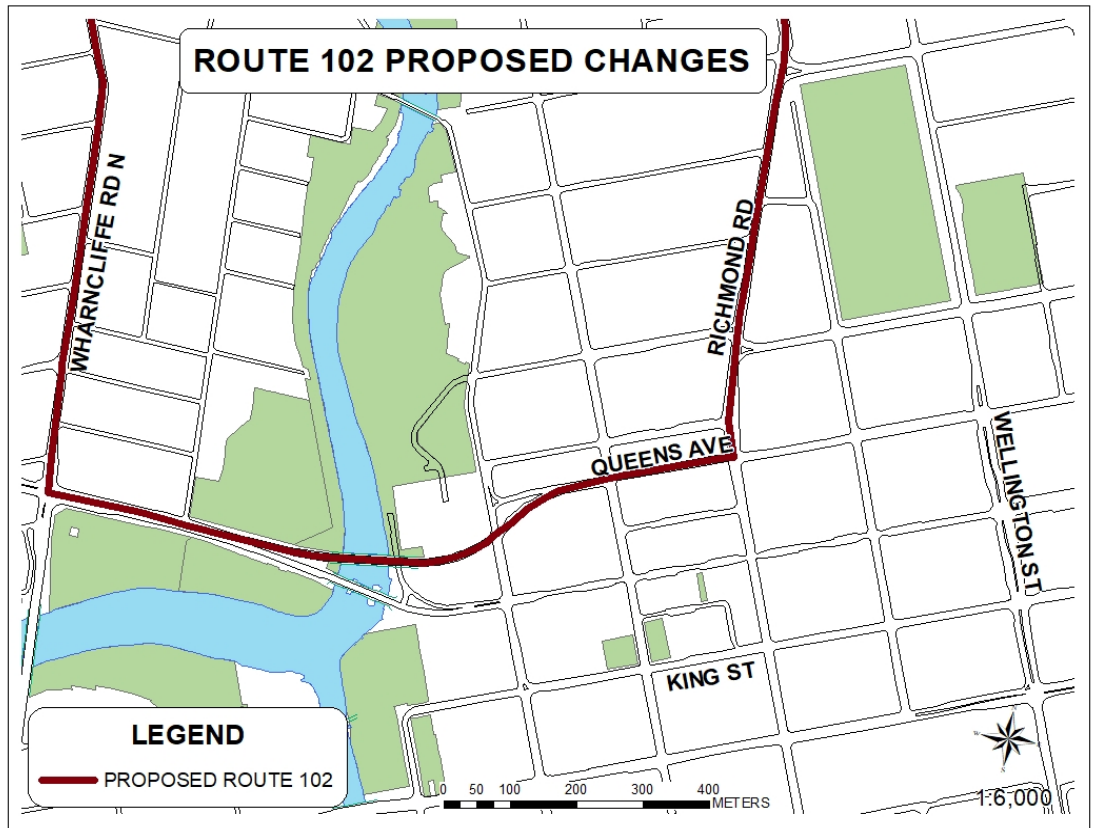 ROUTE 102 PROPOSED CHANGES
WHARNCLIFFE RD N
RICHMOND RD
QUEENS AVE
WELLINGTON ST
KING ST
LEGEND
PROPOSED ROUTE 102
0 50 100 200 300 400
METERS
N
W
S
1:6,000